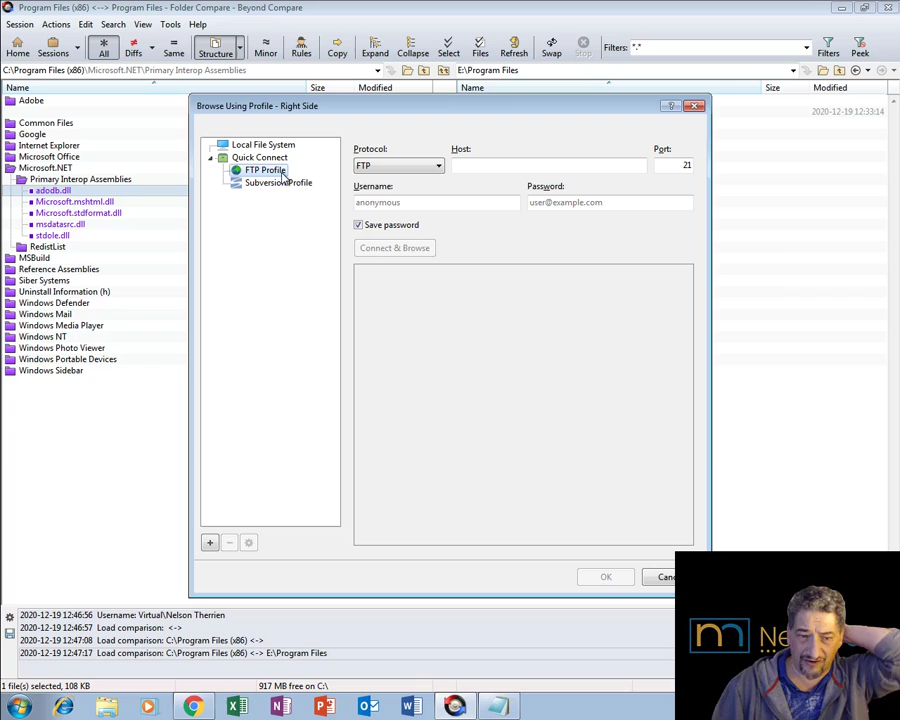 Program Files (x86) <--> Program Files - Folder Compare - Beyond Compare
Session Actions Edit Search View Tools Help
Home Sessions All Diffs Same Structure Minor Rules Copy Expand Collapse Select Files Refresh Swap Stop Filters: *.* Filters Peek
C:\Program Files (x86)\Microsoft.NET\Primary Interop Assemblies E:\Program Files
Name Size Modified Name Size Modified
Adobe
2020-12-19 12:33:14
Common Files
Google
Internet Explorer
Microsoft Office
Microsoft.NET
Primary Interop Assemblies
adodb.dll
Microsoft.mshtml.dll
Microsoft.stdformat.dll
msdatasrc.dll
stdole.dll
RedistList
MSBuild
Reference Assemblies
Siber Systems
Uninstall Information (h)
Windows Defender
Windows Mail
Windows Media Player
Windows NT
Windows Photo Viewer
Windows Portable Devices
Windows Sidebar
Browse Using Profile - Right Side
Local File System
Quick Connect
FTP Profile
Subversion Profile
Protocol: Host: Port:
FTP 21
Username: Password:
anonymous user@example.com
Save password
Connect & Browse
OK
2020-12-19 12:46:56 Username: Virtual\Nelson Therrien
2020-12-19 12:46:57 Load comparison: <->
2020-12-19 12:47:08 Load comparison: C:\Program Files (x86) <->
2020-12-19 12:47:17 Load comparison: C:\Program Files (x86) <-> E:\Program Files
1 file(s) selected, 108 KB 917 MB free on C:\